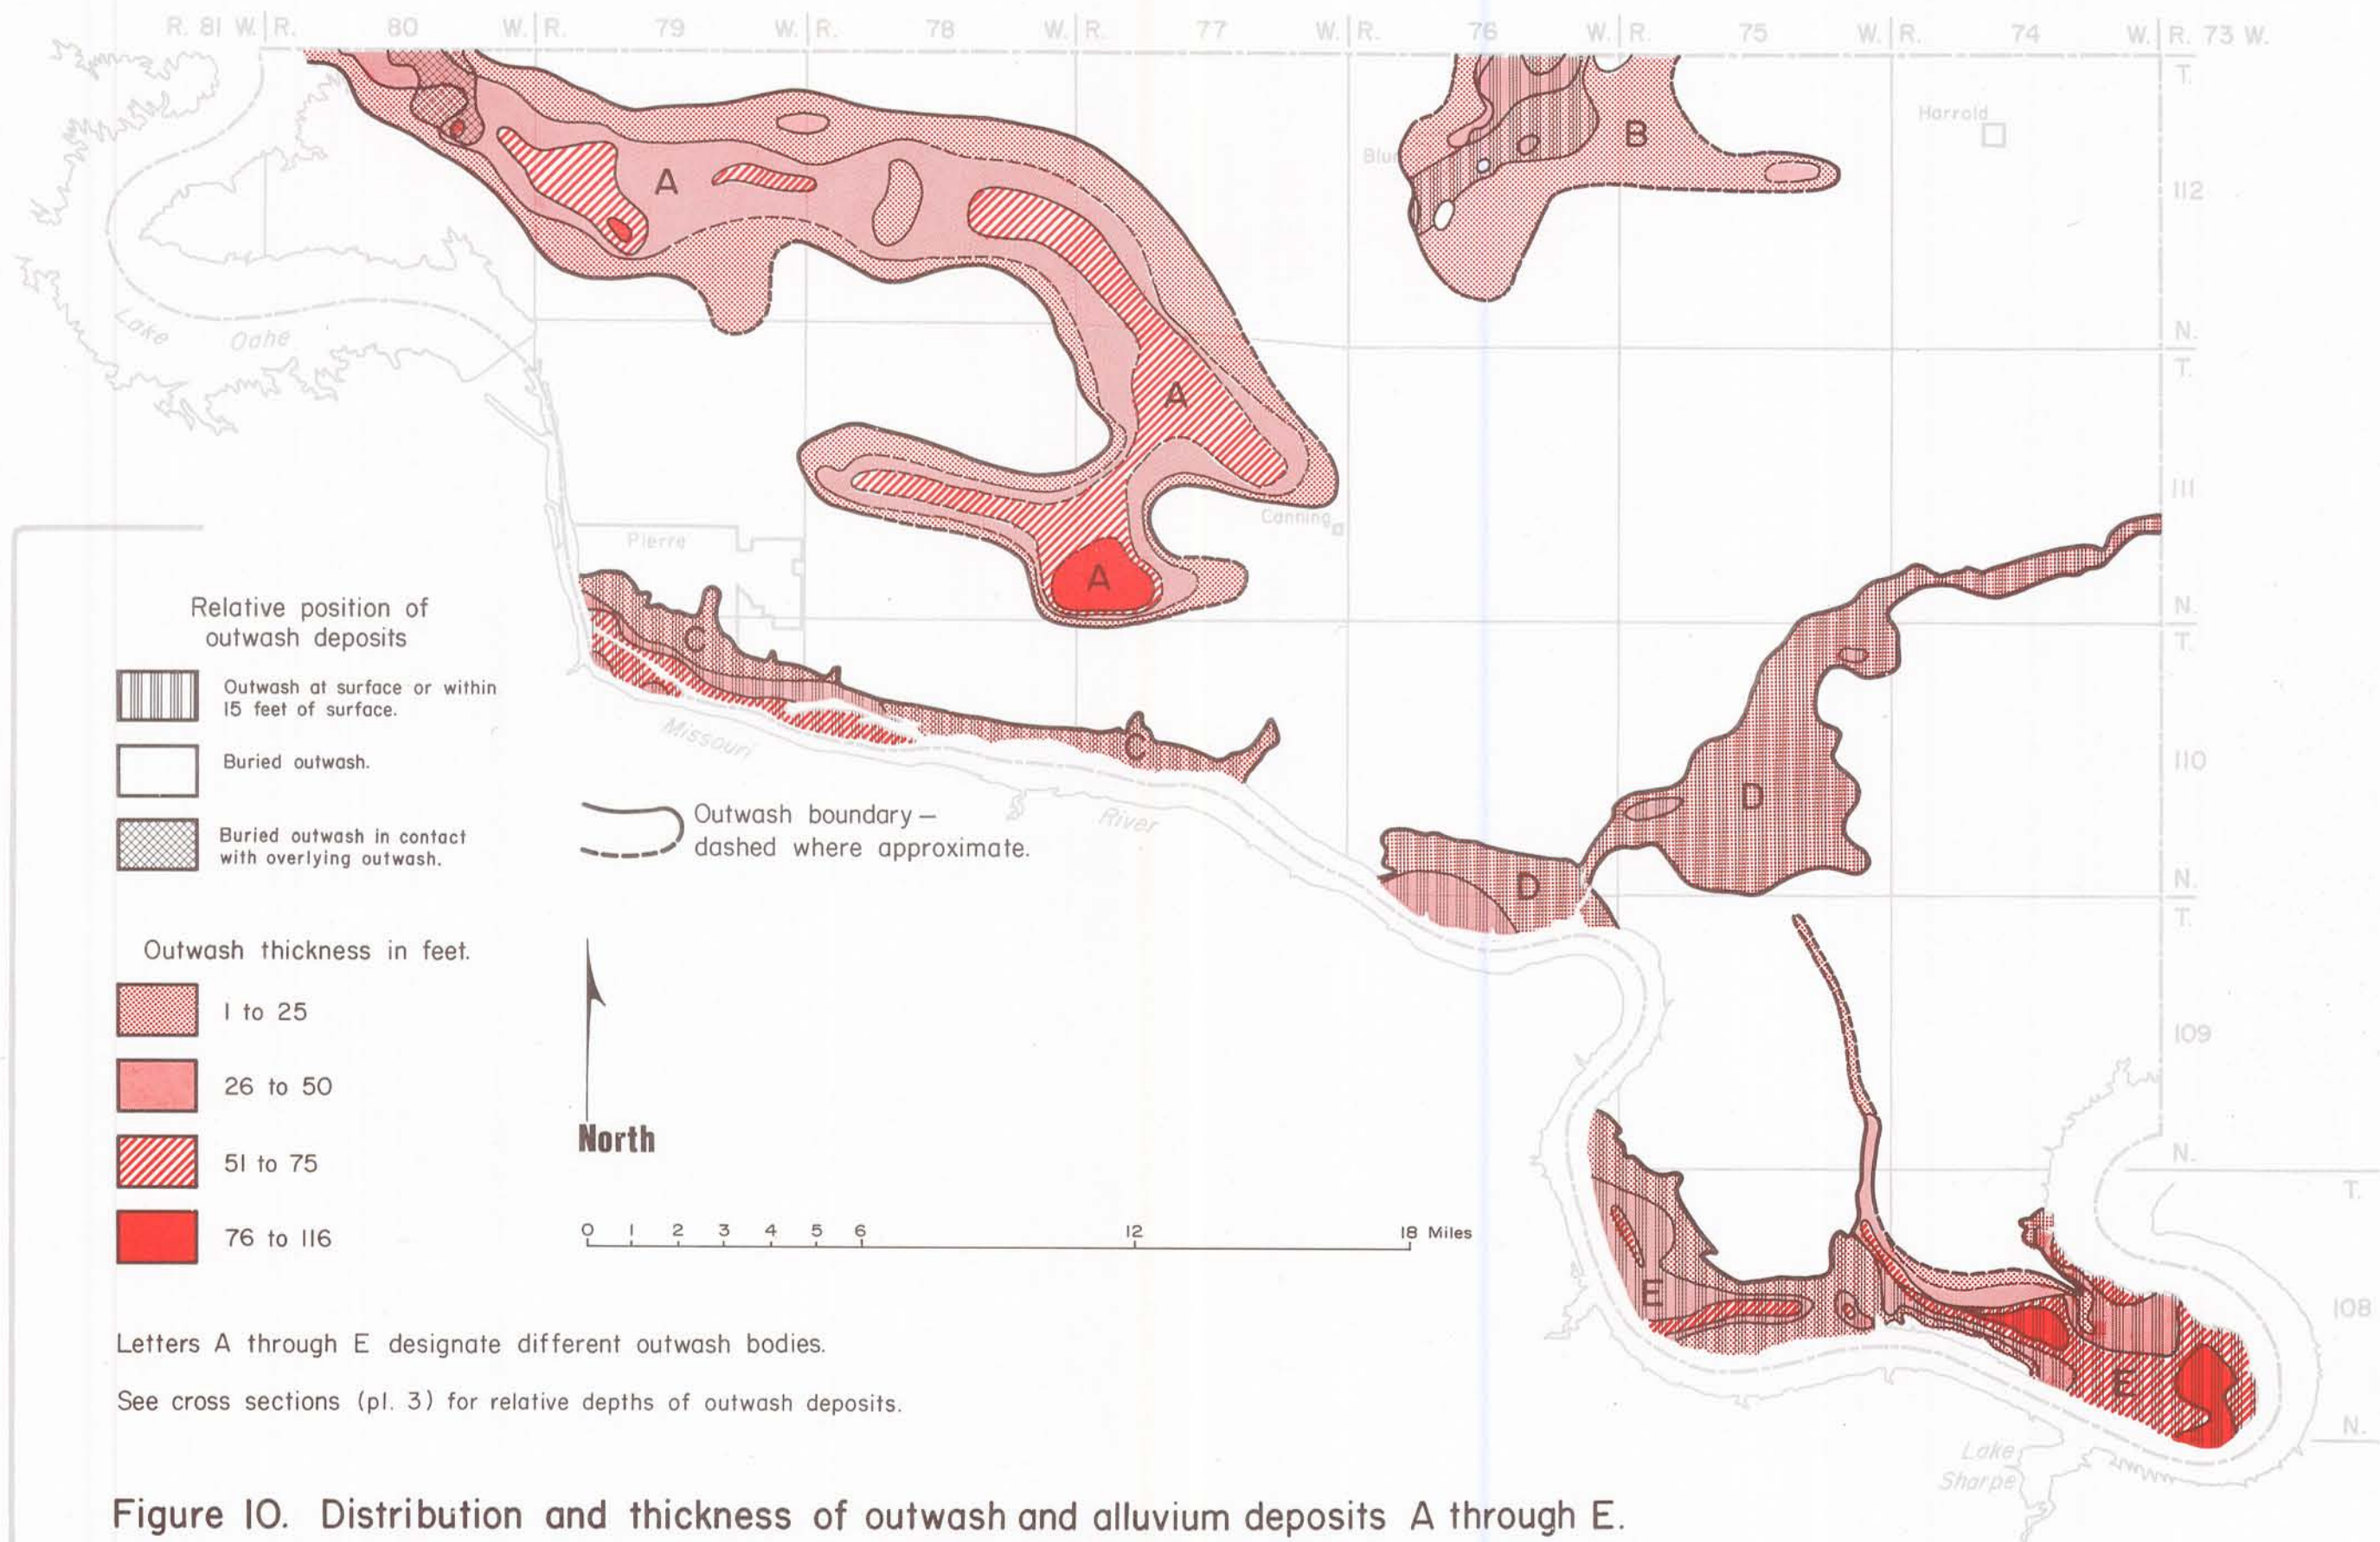 R. 81 W. R. 80 W. R. 79 W. R. 78 W. R. 77 W. R. 76 W. R. 75 W. R. 74 W. R. 73 W.
T.
Harrold
B
112
A
Lake Oahe
N.
T.
A
111
Canning
Pierre
A
N.
T.
C
C
110
Missouri River
D
D
N.
T.
109
N.
T.
E
108
E
N.
Lake
Sharpe
Relative position of
outwash deposits
Outwash at surface or within
15 feet of surface.
Buried outwash.
Buried outwash in contact
with overlying outwash.
Outwash boundary—
dashed where approximate.
Outwash thickness in feet.
1 to 25
26 to 50
51 to 75
76 to 116
North
0 1 2 3 4 5 6 12 18 Miles
Letters A through E designate different outwash bodies.
See cross sections (pl. 3) for relative depths of outwash deposits.
Figure 10. Distribution and thickness of outwash and alluvium deposits A through E.